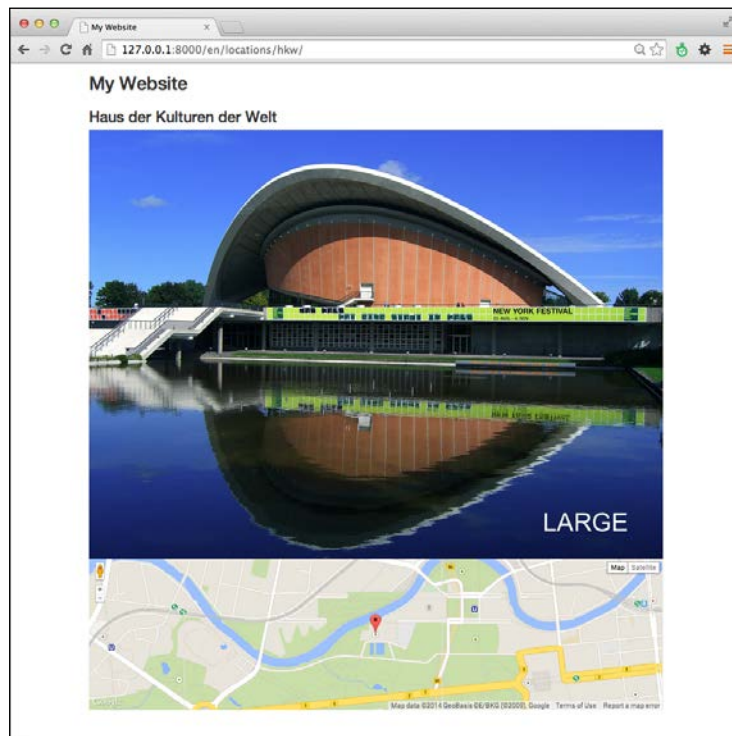 My Website
127.0.0.1:8000/en/locations/hkw/
My Website
Haus der Kulturen der Welt
NEW YORK FESTIVAL
LARGE
Map Satellite
Map data ©2014 GeoBasis-DE/BKG (©2009), Google Terms of Use Report a map error